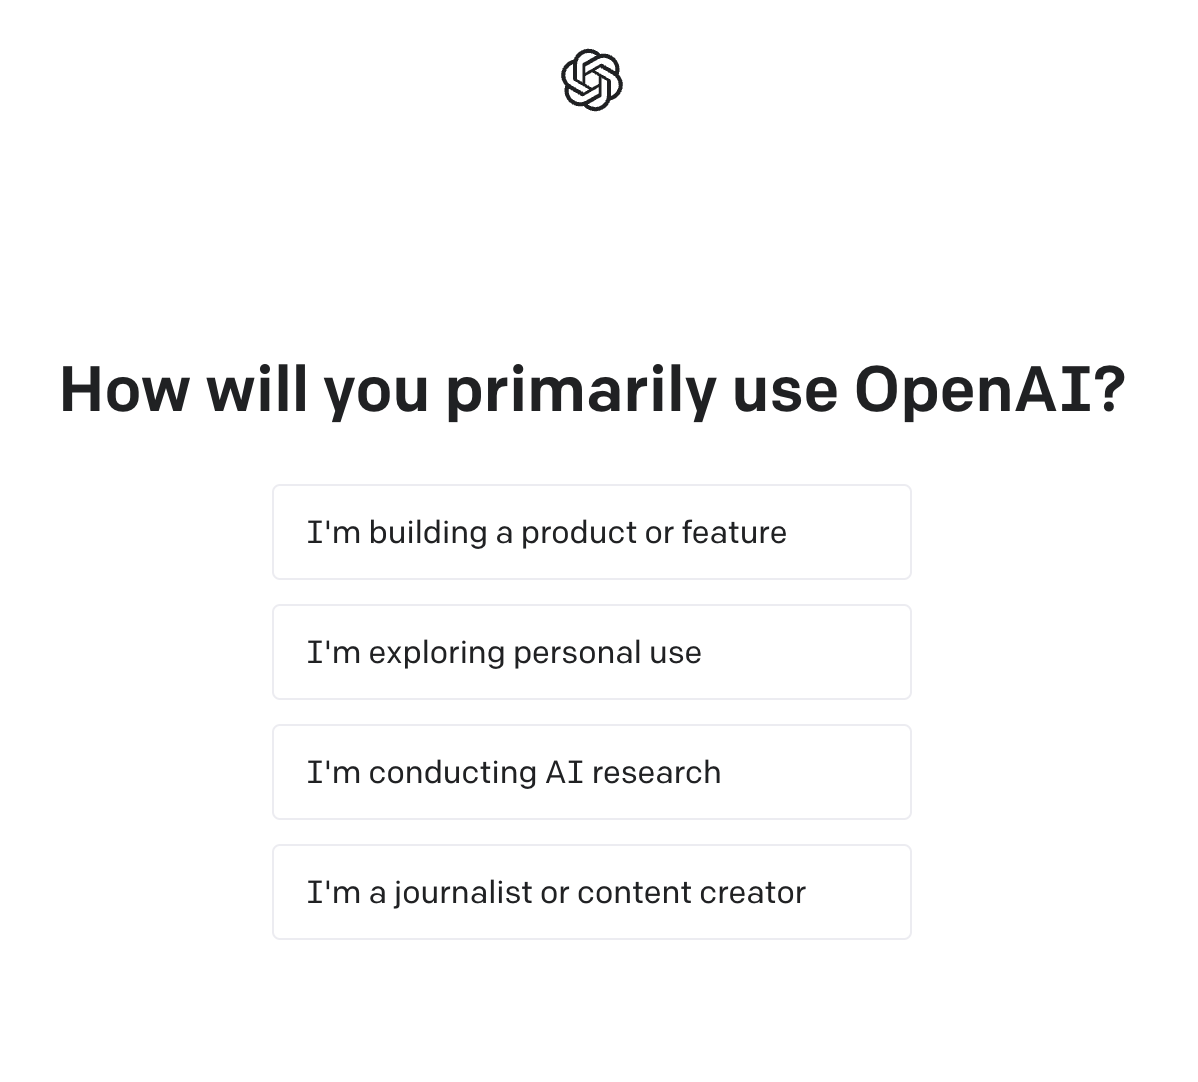 How will you primarily use OpenAI?
I'm building a product or feature
I'm exploring personal use
I'm conducting AI research
I'm a journalist or content creator